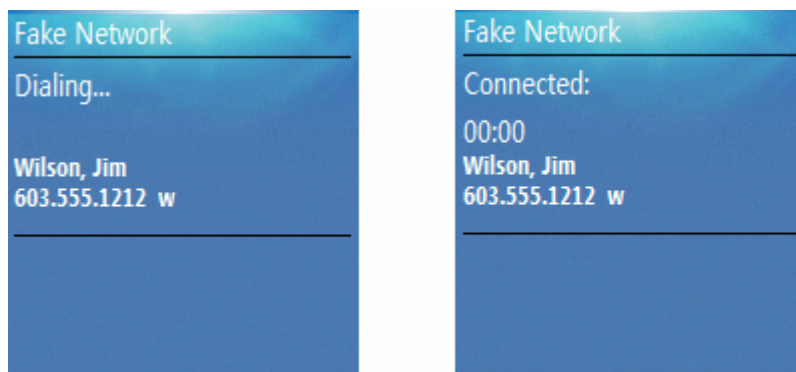 Fake Network
Dialing...
Wilson, Jim
603.555.1212 w
Fake Network
Connected:
00:00
Wilson, Jim
603.555.1212 w